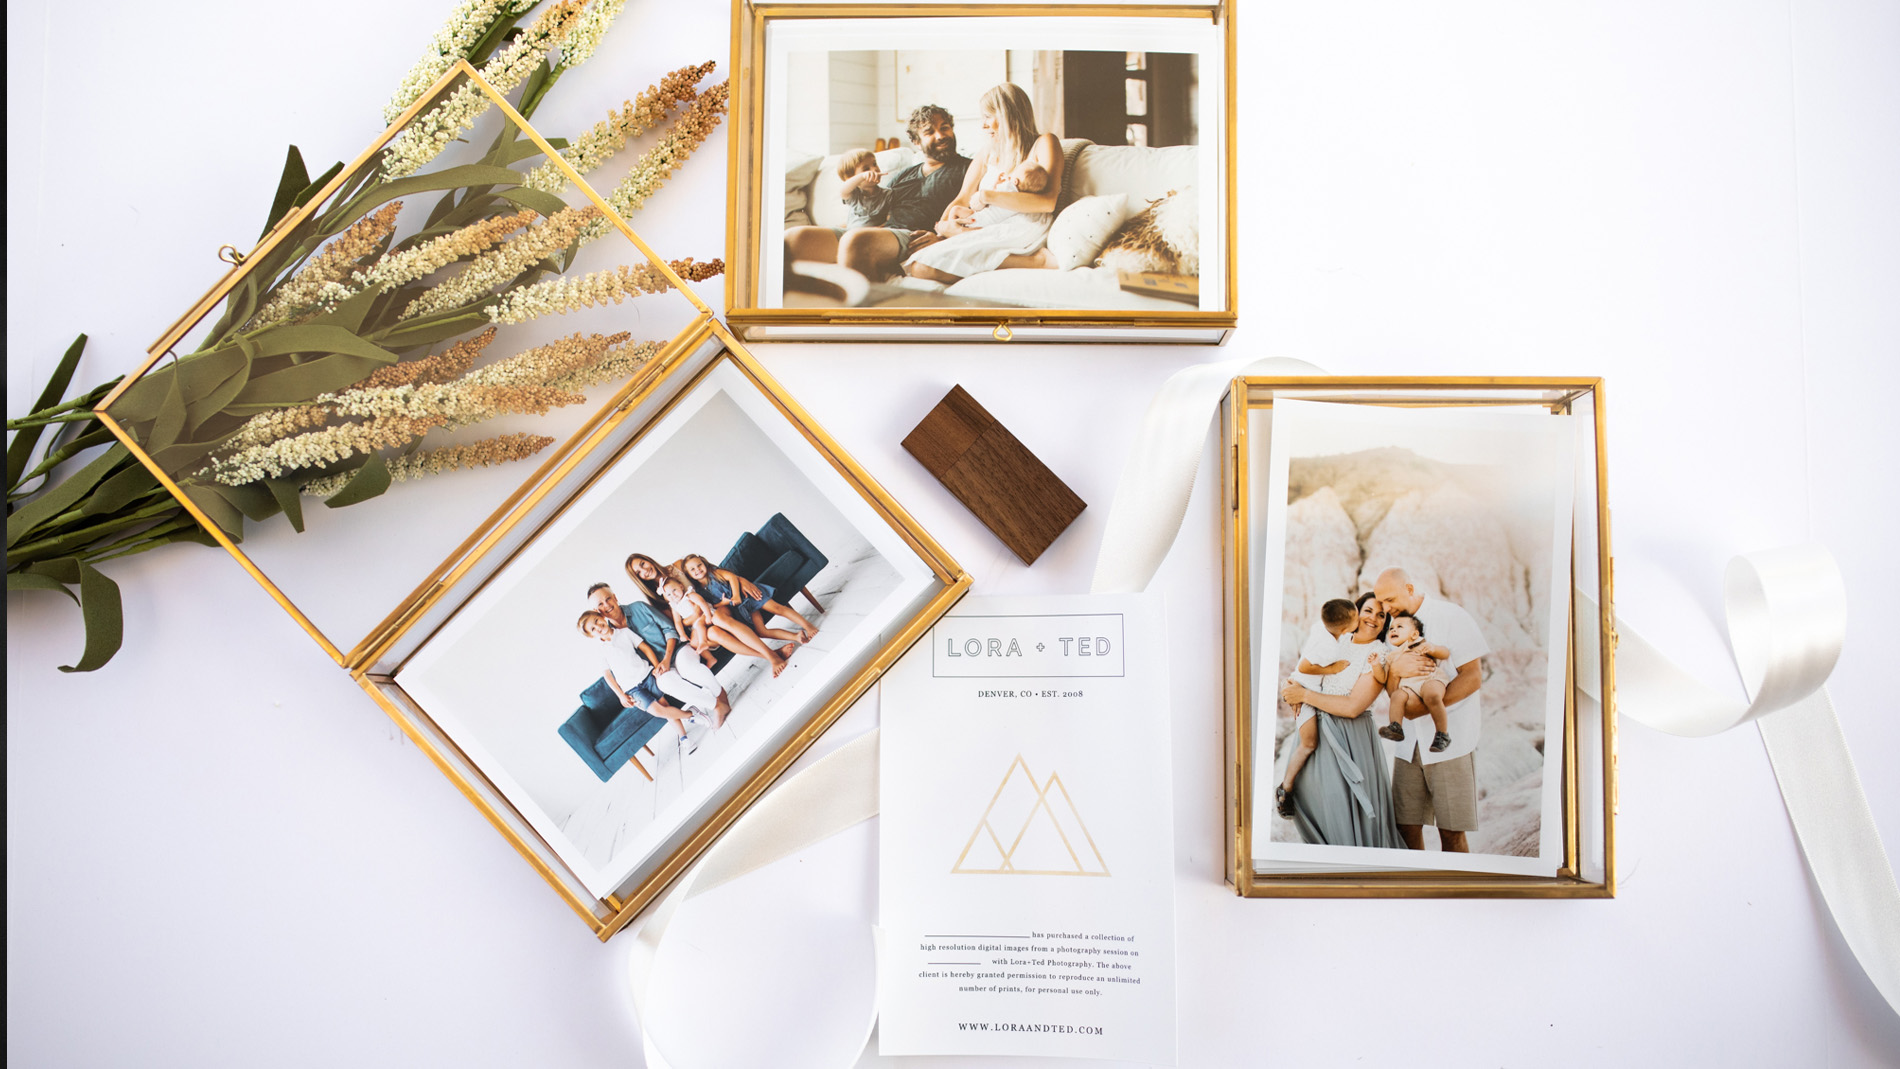 LORA + TED
DENVER, CO • EST. 2008
has purchased a collection of
high resolution digital images from a photography session on
with Lora+Ted Photography. The above
client is hereby granted permission to reproduce an unlimited
number of prints, for personal use only.
WWW.LORAANDTED.COM